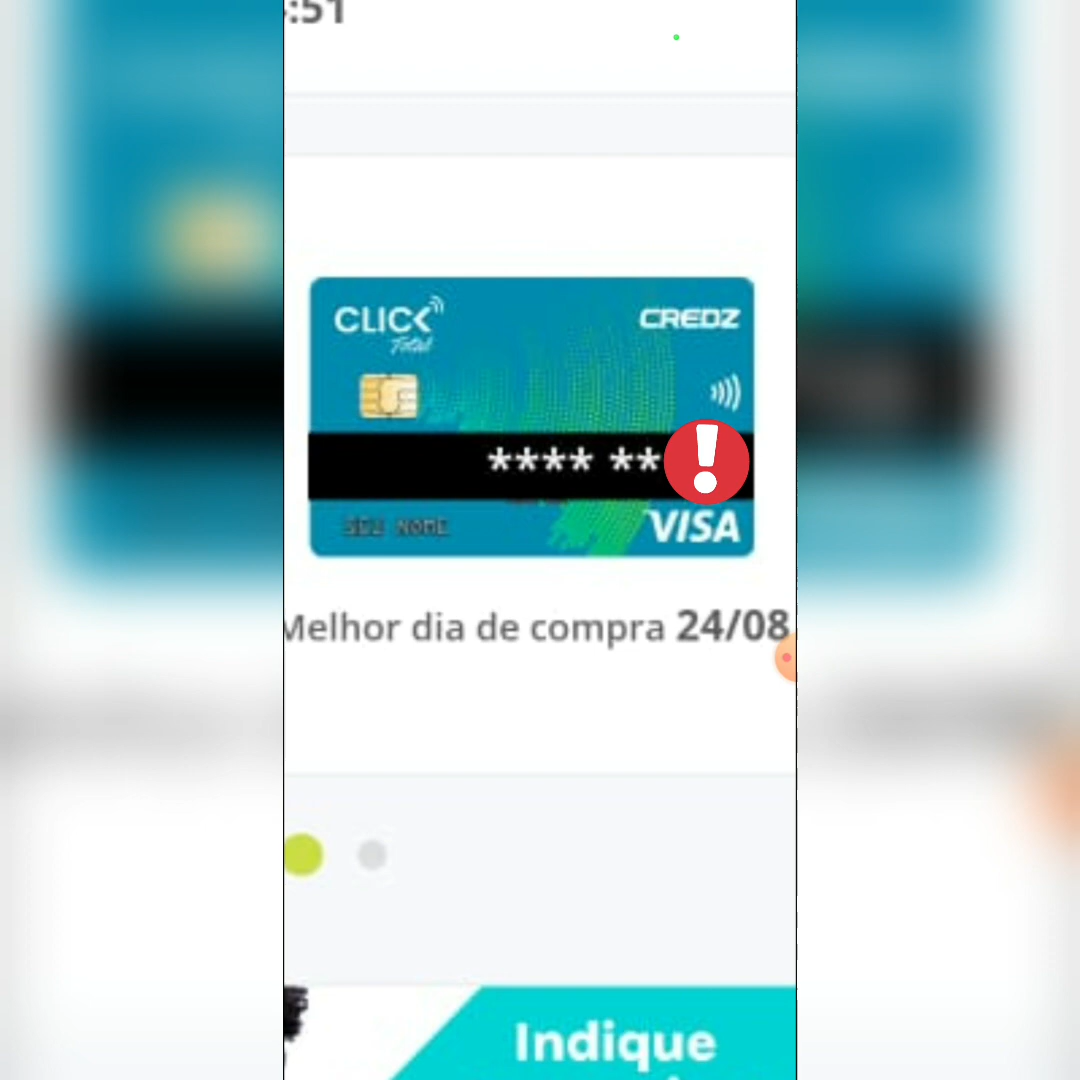 :51
CLICK
Total
CREDZ
**** **
SEU NOME
VISA
Melhor dia de compra 24/08
Indique